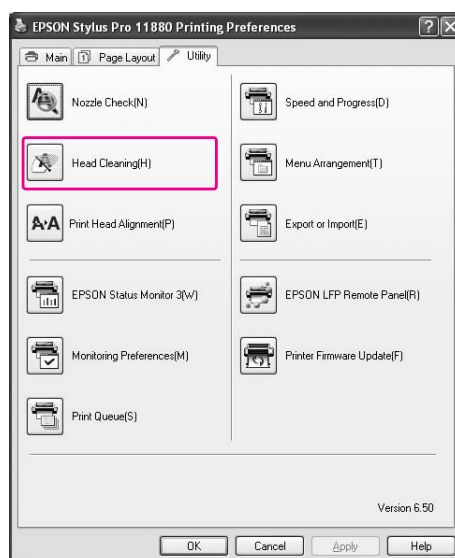 EPSON Stylus Pro 11880 Printing Preferences
Main Page Layout Utility
Nozzle Check(N)
Head Cleaning(H)
Print Head Alignment(P)
EPSON Status Monitor 3(W)
Monitoring Preferences(M)
Print Queue(S)
Speed and Progress(D)
Menu Arrangement(T)
Export or Import(E)
EPSON LFP Remote Panel(R)
Printer Firmware Update(F)
Version 6.50
OK Cancel Apply Help